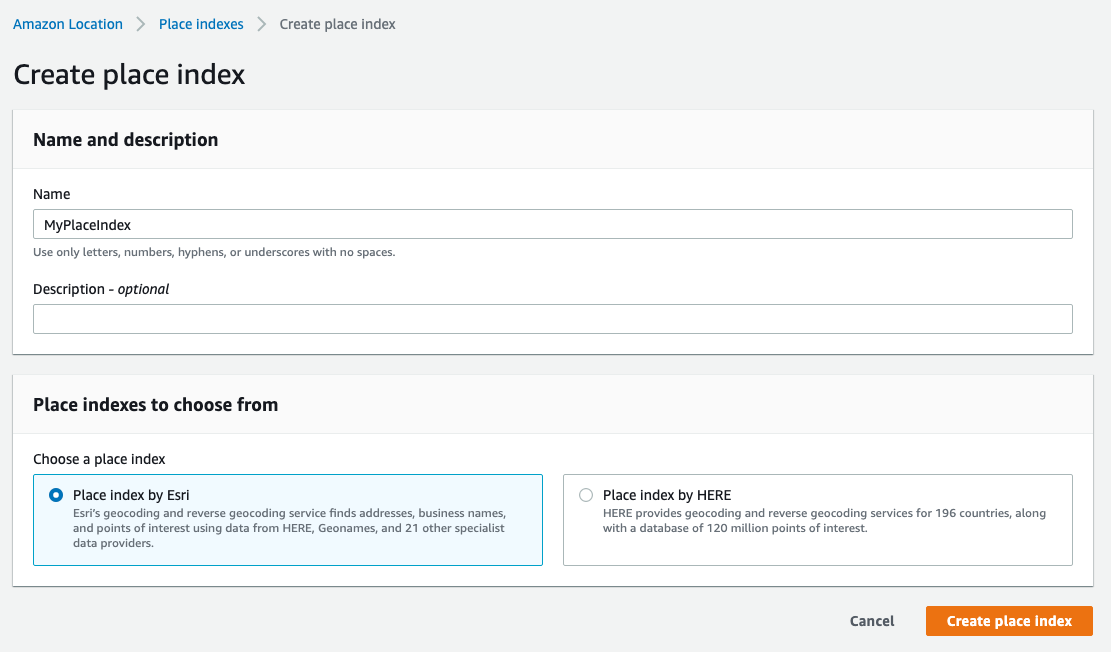 Amazon Location > Place indexes > Create place index
Create place index
Name and description
Name
MyPlaceIndex
Use only letters, numbers, hyphens, or underscores with no spaces.
Description - optional
Place indexes to choose from
Choose a place index
Place index by Esri
Esri's geocoding and reverse geocoding service finds addresses, business names,
and points of interest using data from HERE, Geonames, and 21 other specialist
data providers.
Place index by HERE
HERE provides geocoding and reverse geocoding services for 196 countries, along
with a database of 120 million points of interest.
Cancel
Create place index